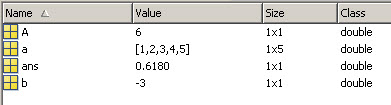 Name Value Size Class
A 6 1x1 double
a [1,2,3,4,5] 1x5 double
ans 0.6180 1x1 double
b -3 1x1 double